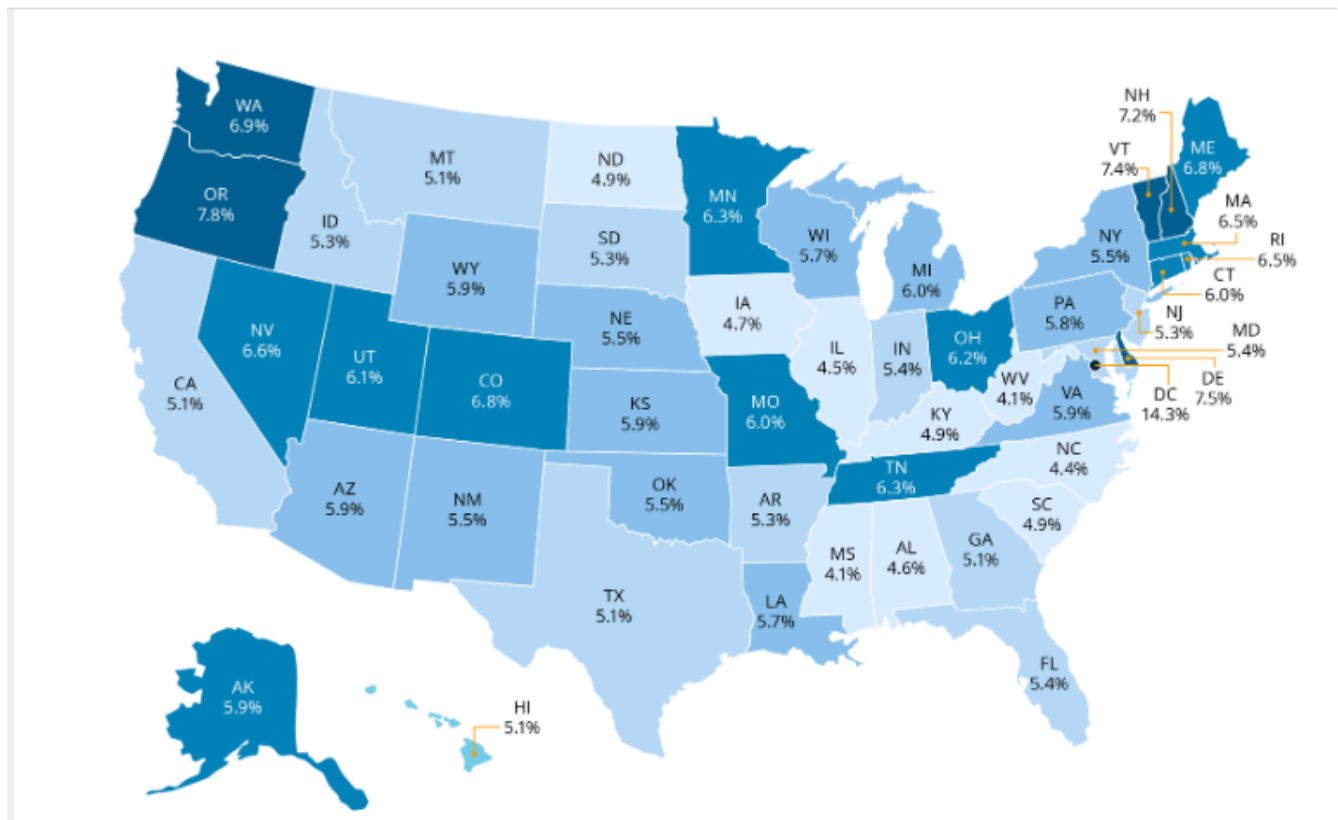 NH
7.2%
WA
6.9%
VT
7.4%
ME
6.8%
MT
5.1%
ND
4.9%
OR
7.8%
MN
6.3%
MA
6.5%
ID
5.3%
SD
5.3%
WI
5.7%
NY
5.5%
RI
6.5%
WY
5.9%
MI
6.0%
CT
6.0%
IA
4.7%
PA
5.8%
NJ
5.3%
MD
5.4%
NE
5.5%
NV
6.6%
UT
6.1%
OH
6.2%
IL
4.5%
IN
5.4%
CO
6.8%
CA
5.1%
WV
4.1%
DE
7.5%
DC
14.3%
VA
5.9%
KS
5.9%
MO
6.0%
KY
4.9%
NC
4.4%
TN
6.3%
AZ
5.9%
NM
5.5%
OK
5.5%
AR
5.3%
SC
4.9%
MS
4.1%
AL
4.6%
GA
5.1%
TX
5.1%
LA
5.7%
FL
5.4%
AK
5.9%
HI
5.1%